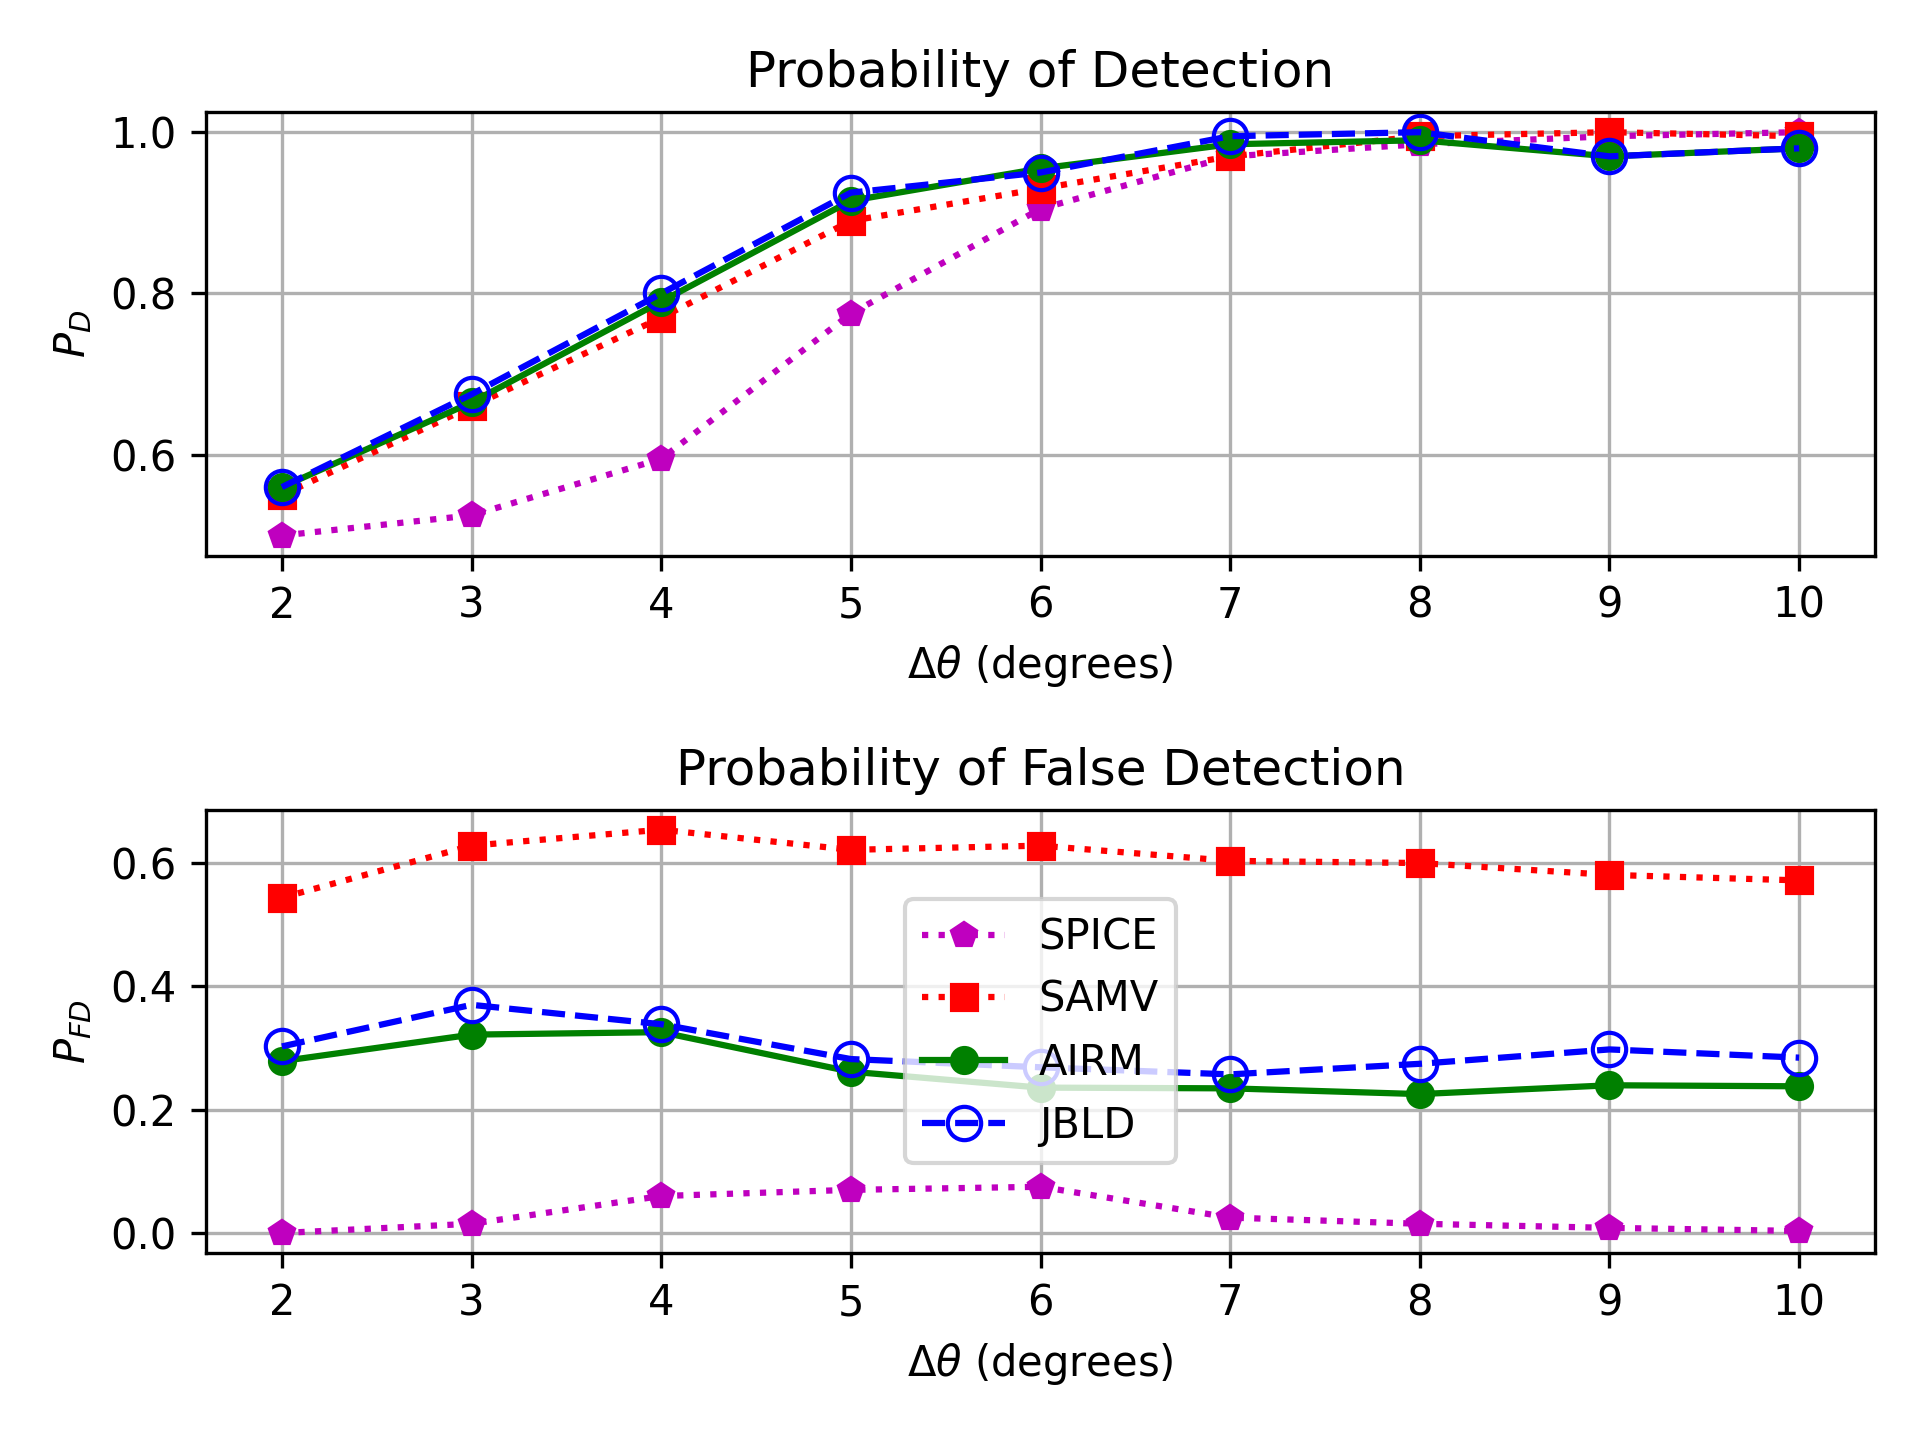 Probability of Detection
1.0
0.8
0.6
P_D
2 3 4 5 6 7 8 9 10
Δθ (degrees)
Probability of False Detection
0.6
0.4
0.2
0.0
P_FD
SPICE
SAMV
AIRM
JBLD
2 3 4 5 6 7 8 9 10
Δθ (degrees)